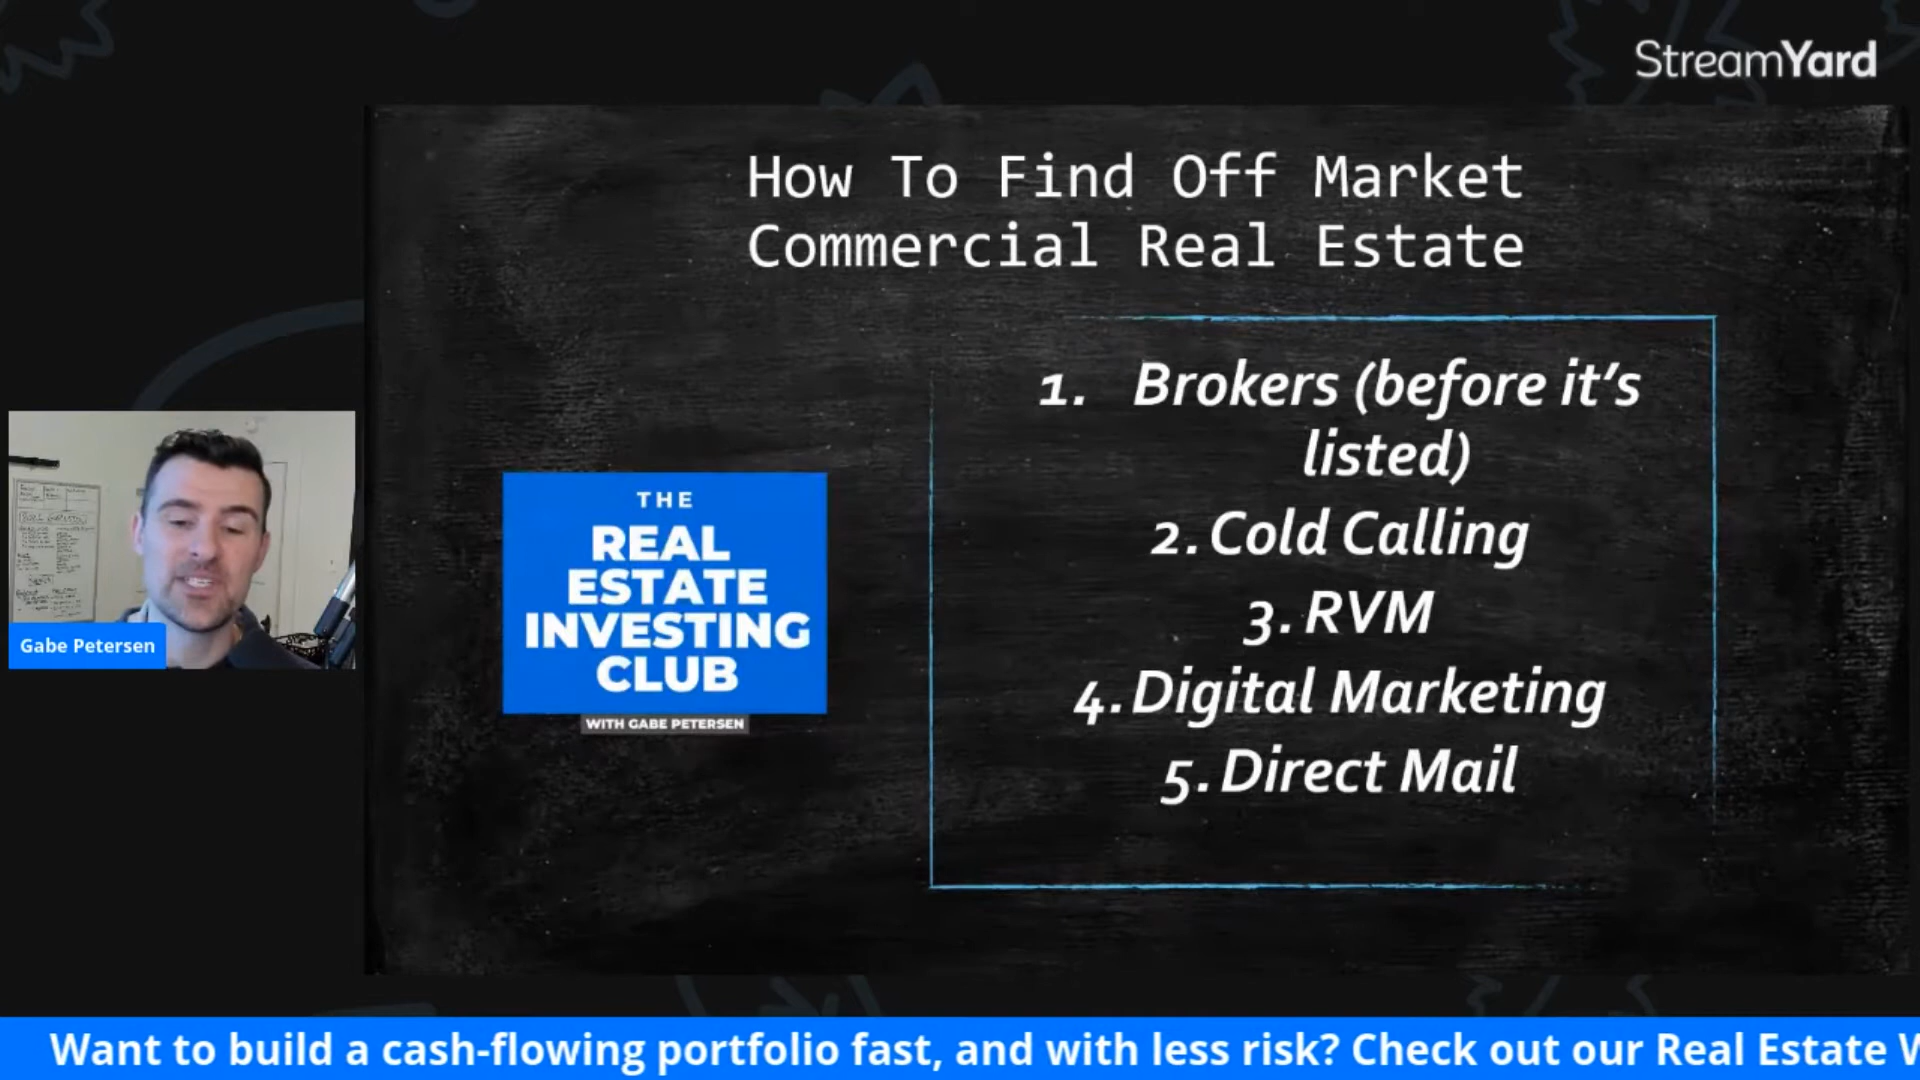 StreamYard
How To Find Off Market
Commercial Real Estate
1. Brokers (before it's
listed)
2. Cold Calling
3. RVM
4. Digital Marketing
5. Direct Mail
THE
REAL
ESTATE
INVESTING
CLUB
WITH GABE PETERSEN
Gabe Petersen
Want to build a cash-flowing portfolio fast, and with less risk? Check out our Real Estate